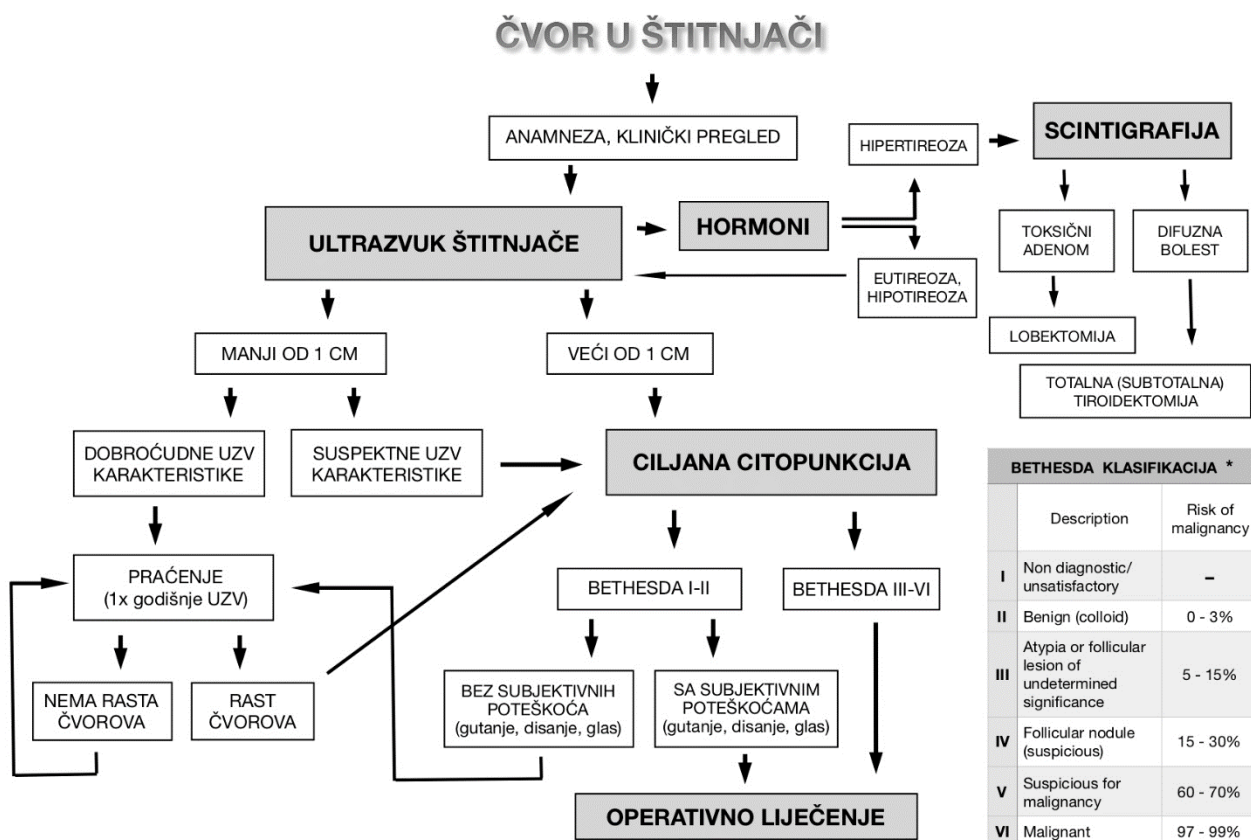 ČVOR U ŠTITNJAČI
ANAMNEZA, KLINIČKI PREGLED
HIPERTIREOZA
SCINTIGRAFIJA
ULTRAZVUK ŠTITNJAČE
HORMONI
TOKSIČNI
ADENOM
DIFUZNA
BOLEST
EUTIREOZA,
HIPOTIREOZA
LOBEKTOMIJA
TOTALNA (SUBTOTALNA)
TIROIDEKTOMIJA
MANJI OD 1 CM
VEĆI OD 1 CM
DOBROĆUDNE UZV
KARAKTERISTIKE
SUSPEKTNE UZV
KARAKTERISTIKE
CILJANA CITOPUNKCIJA
PRAĆENJE
(1x godišnje UZV)
BETHESDA I-II
BETHESDA III-VI
NEMA RASTA
ČVOROVA
RAST
ČVOROVA
BEZ SUBJEKTIVNIH
POTEŠKOĆA
(gutanje, disanje, glas)
SA SUBJEKTIVNIM
POTEŠKOĆAMA
(gutanje, disanje, glas)
OPERATIVNO LIJEČENJE
BETHESDA KLASIFIKACIJA *
Description
Risk of
malignancy
I
Non diagnostic/
unsatisfactory
–
II
Benign (colloid)
0 - 3%
III
Atypia or follicular
lesion of
undetermined
significance
5 - 15%
IV
Follicular nodule
(suspicious)
15 - 30%
V
Suspicious for
malignancy
60 - 70%
VI
Malignant
97 - 99%